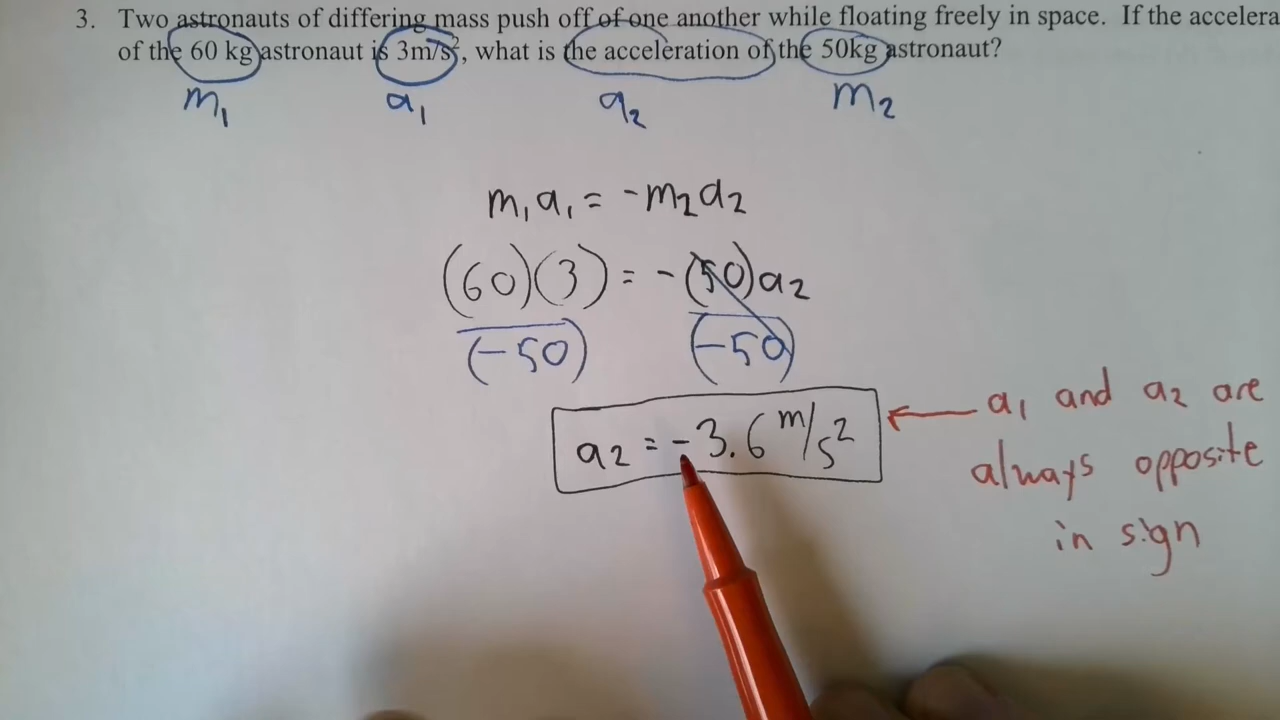 3. Two astronauts of differing mass push off of one another while floating freely in space. If the accelera
of the 60 kg astronaut is 3m/s², what is the acceleration of the 50kg astronaut?
m₁ a₁ a₂ m₂
m₁a₁ = -m₂a₂
(60)(3) = -(50)a₂
(-50) (-50)
a₂ = -3.6 m/s²
a₁ and a₂ are
always opposite
in sign